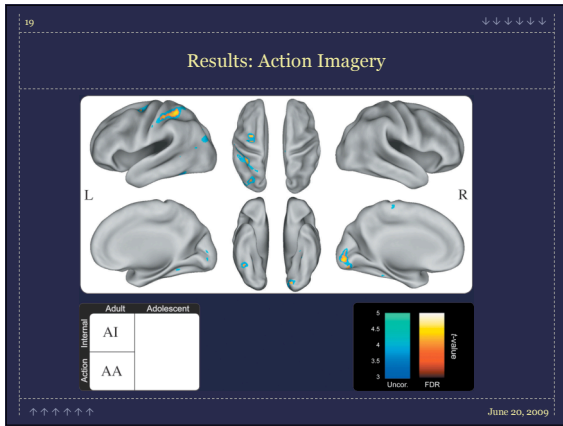 19
↓↓↓↓↓↓
Results: Action Imagery
L
R
Adult Adolescent
Internal
AI
Action
AA
5
4.5
4
3.5
3
Uncor. FDR
t-value
↑↑↑↑↑↑
June 20, 2009